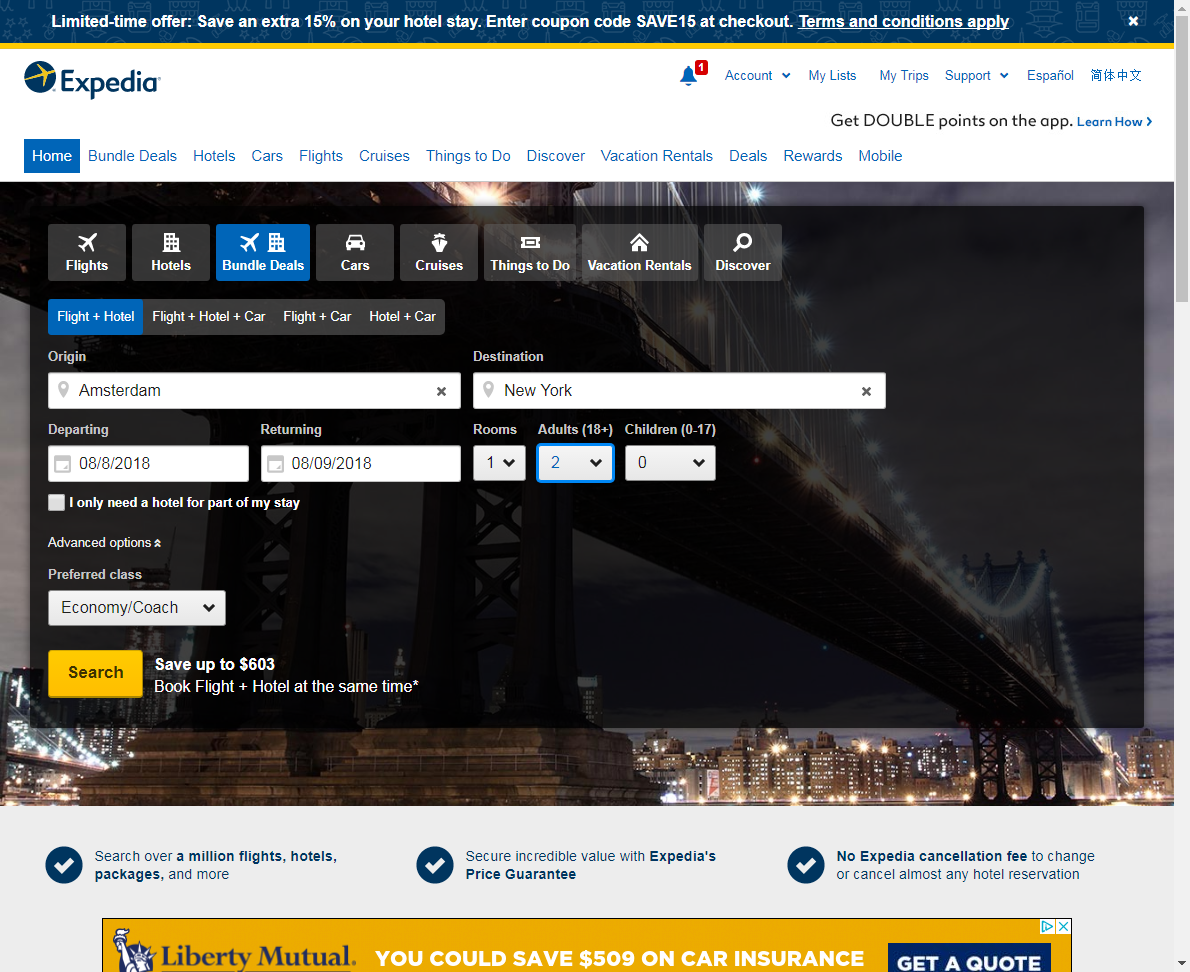 Limited-time offer: Save an extra 15% on your hotel stay. Enter coupon code SAVE15 at checkout. Terms and conditions apply
Expedia
1
Account
My Lists
My Trips
Support
Español
简体中文
Get DOUBLE points on the app. Learn How
Home
Bundle Deals
Hotels
Cars
Flights
Cruises
Things to Do
Discover
Vacation Rentals
Deals
Rewards
Mobile
Flights
Hotels
Bundle Deals
Cars
Cruises
Things to Do
Vacation Rentals
Discover
Flight + Hotel
Flight + Hotel + Car
Flight + Car
Hotel + Car
Origin
Destination
Amsterdam
New York
Departing
Returning
Rooms
Adults (18+)
Children (0-17)
08/8/2018
08/09/2018
1
2
0
I only need a hotel for part of my stay
Advanced options
Preferred class
Economy/Coach
Search
Save up to $603
Book Flight + Hotel at the same time*
Search over a million flights, hotels,
packages, and more
Secure incredible value with Expedia's
Price Guarantee
No Expedia cancellation fee to change
or cancel almost any hotel reservation
Liberty Mutual.
YOU COULD SAVE $509 ON CAR INSURANCE
GET A QUOTE